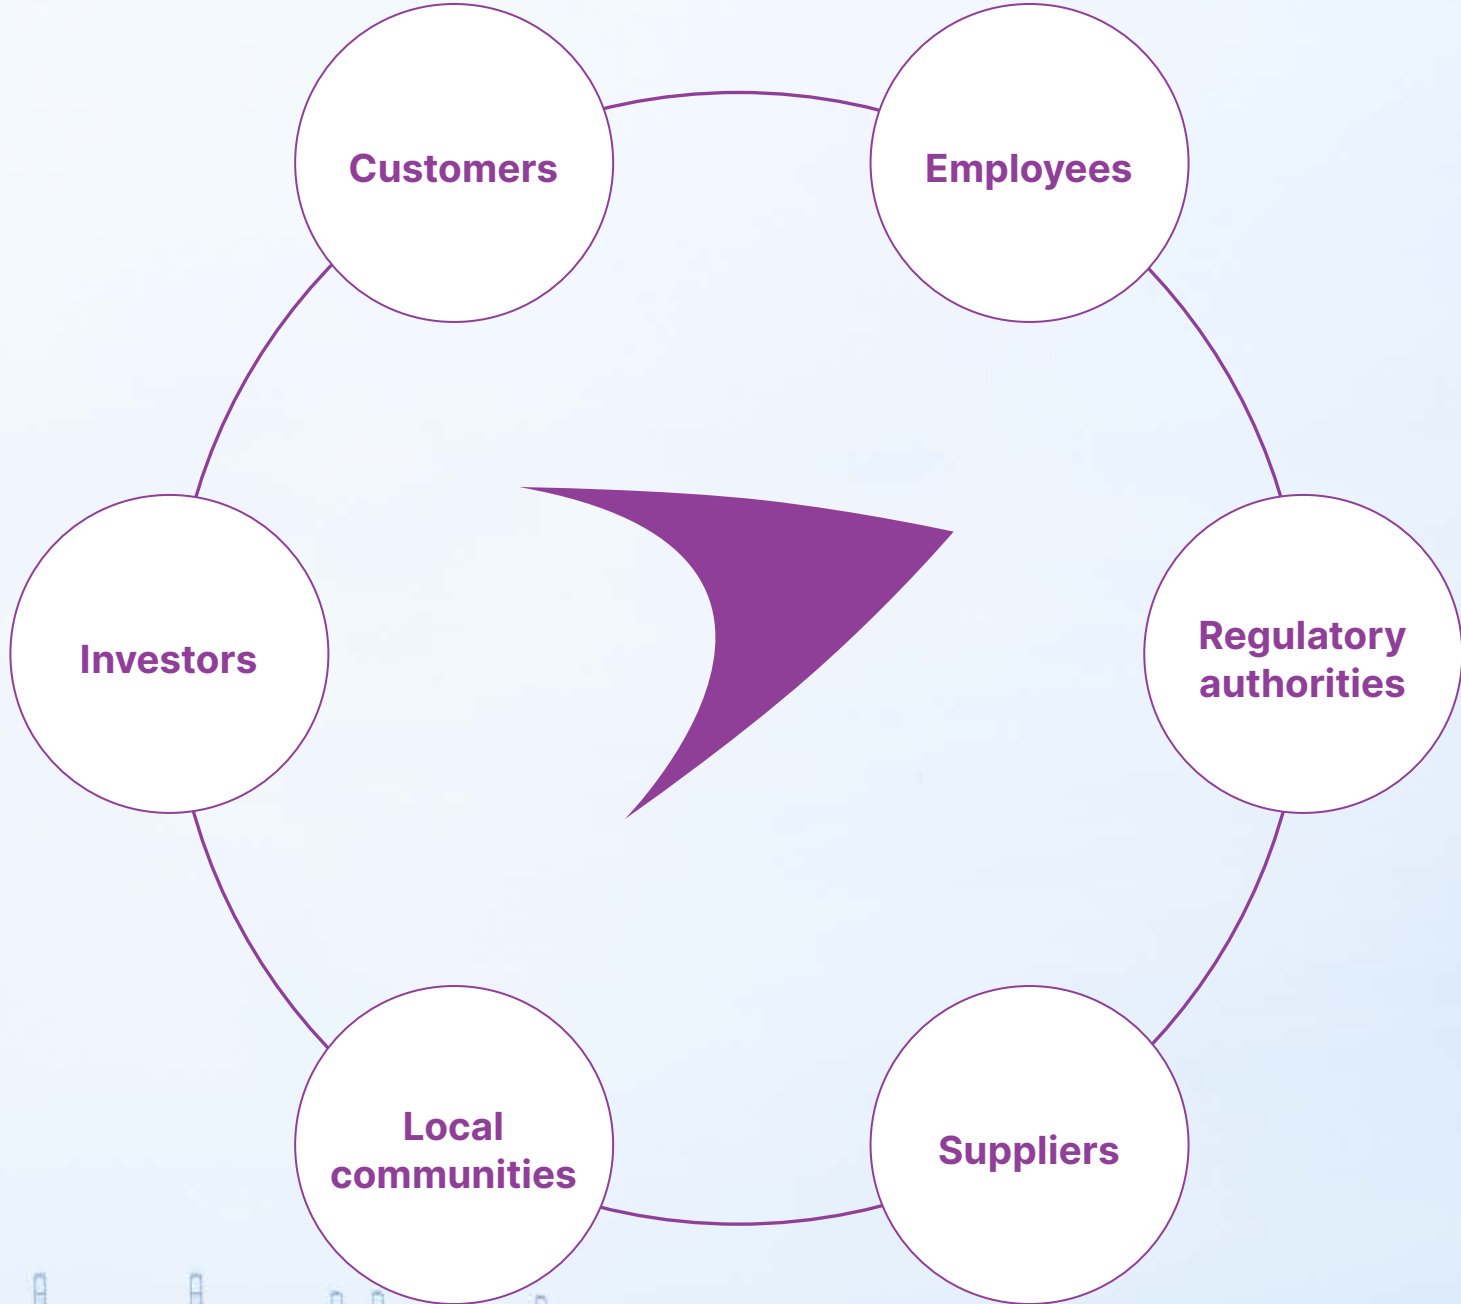 Customers
Employees
Investors
Regulatory
authorities
Local
communities
Suppliers